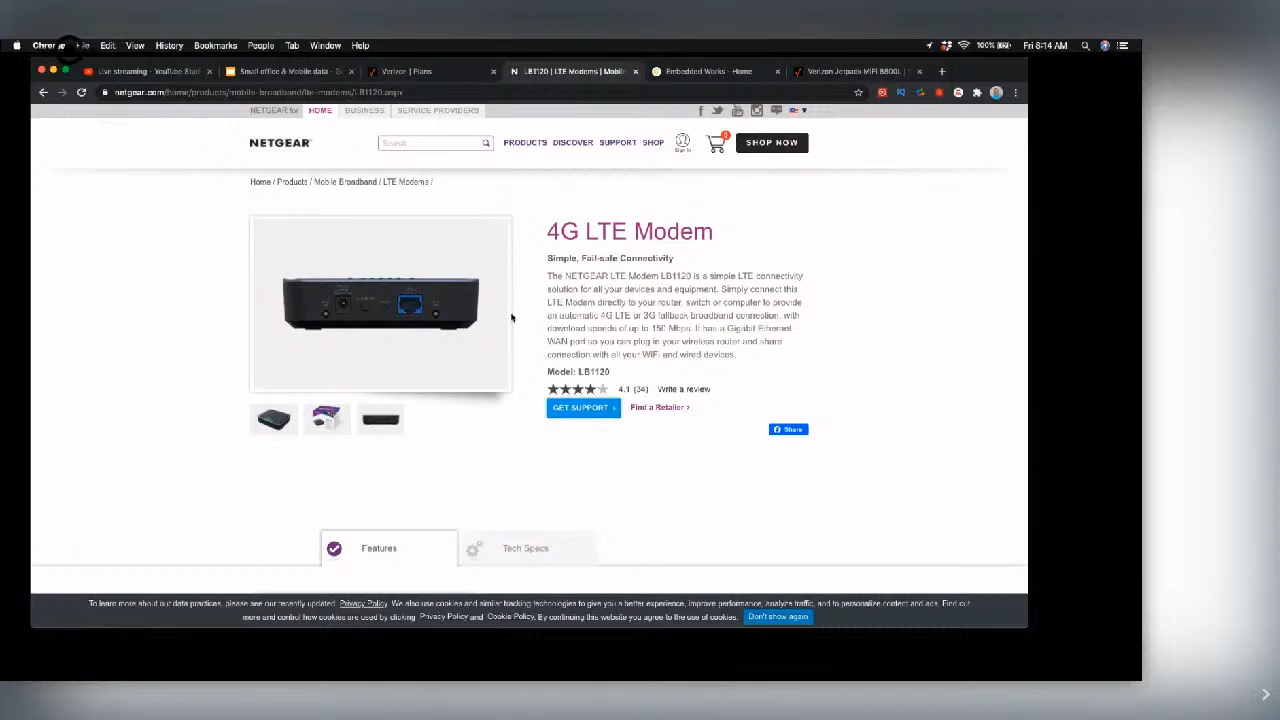 Chrome File Edit View History Bookmarks People Tab Window Help
100% Fri 8:14 AM
Live streaming - YouTube Studi
Small office & Mobile data - G
Verizon | Plans
LB1120 | LTE Modems | Mobile
Embedded Works - Home
Verizon Jetpack MiFi 8800L |
netgear.com/home/products/mobile-broadband/lte-modems/LB1120.aspx
NETGEAR for HOME BUSINESS SERVICE PROVIDERS
NETGEAR
Search
PRODUCTS DISCOVER SUPPORT SHOP
Sign In
SHOP NOW
Home / Products / Mobile Broadband / LTE Modems /
4G LTE Modem
Simple, Fail-safe Connectivity
The NETGEAR LTE Modem LB1120 is a simple LTE connectivity
solution for all your devices and equipment. Simply connect this
LTE Modem directly to your router, switch or computer to provide
an automatic 4G LTE or 3G fallback broadband connection, with
download speeds of up to 150 Mbps. It has a Gigabit Ethernet
WAN port so you can plug in your wireless router and share
connection with all your WiFi and wired devices.
Model: LB1120
4.1 (34) Write a review
GET SUPPORT › Find a Retailer ›
Share
Features
Tech Specs
To learn more about our data practices, please see our recently updated Privacy Policy. We also use cookies and similar tracking technologies to give you a better experience, improve performance, analyze traffic, and to personalize content and ads. Find out
more and control how cookies are used by clicking Privacy Policy and Cookie Policy. By continuing this website you agree to the use of cookies. Don't show again